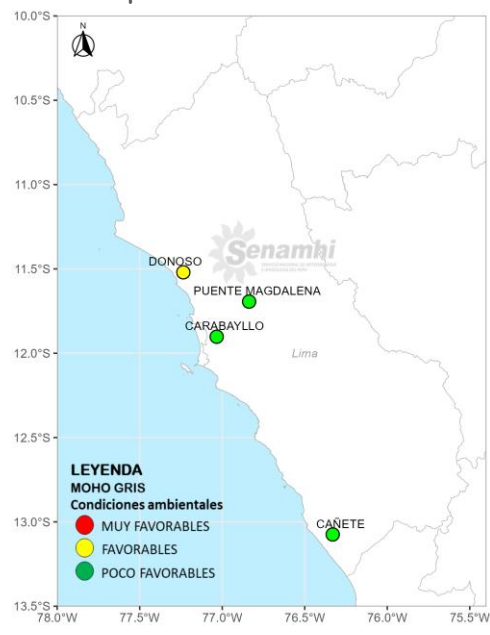 10.0°S
N
10.5°S
11.0°S
Senamhi
DONOSO
11.5°S
PUENTE MAGDALENA
CARABAYLLO
12.0°S
Lima
12.5°S
LEYENDA
MOHO GRIS
Condiciones ambientales
MUY FAVORABLES
FAVORABLES
POCO FAVORABLES
13.0°S
CAÑETE
13.5°S
78.0°W 77.5°W 77.0°W 76.5°W 76.0°W 75.5°W